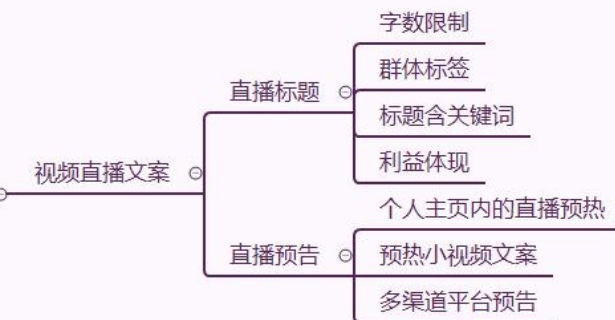 字数限制
群体标签
直播标题
标题含关键词
利益体现
视频直播文案
个人主页内的直播预热
直播预告
预热小视频文案
多渠道平台预告